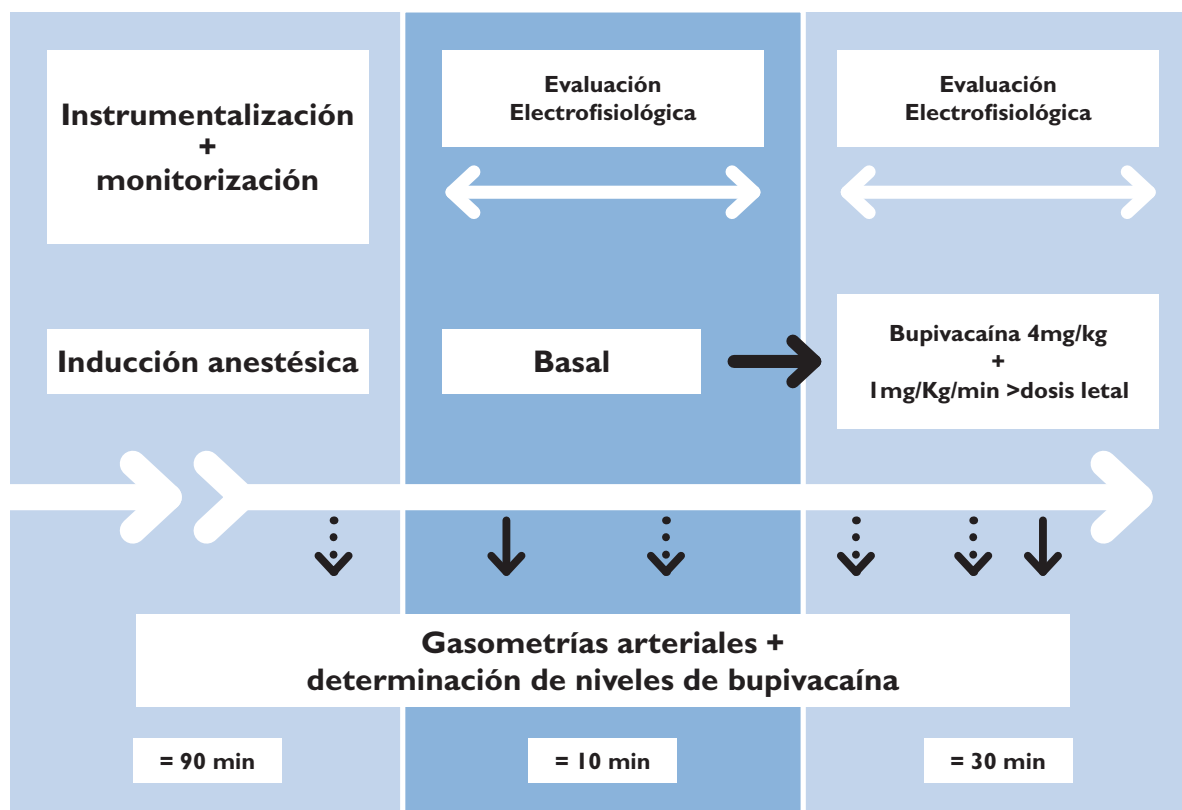 Instrumentalización
+
monitorización
Evaluación
Electrofisiológica
Evaluación
Electrofisiológica
Inducción anestésica
Basal
Bupivacaína 4mg/kg
+
1mg/Kg/min >dosis letal
Gasometrías arteriales +
determinación de niveles de bupivacaína
= 90 min
= 10 min
= 30 min